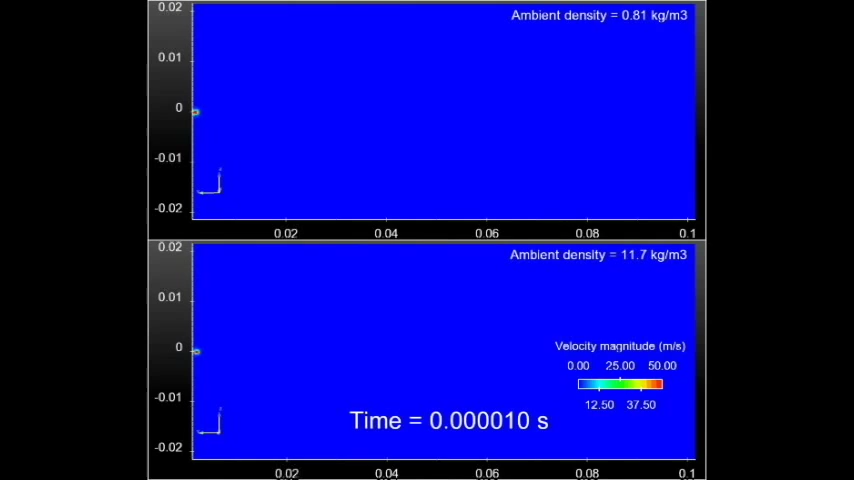 0.02
Ambient density = 0.81 kg/m3
0.01
0
-0.01
-0.02
0.02 0.04 0.06 0.08 0.1
0.02
Ambient density = 11.7 kg/m3
0.01
0
Velocity magnitude (m/s)
0.00 25.00 50.00
-0.01
12.50 37.50
Time = 0.000010 s
-0.02
0.02 0.04 0.06 0.08 0.1